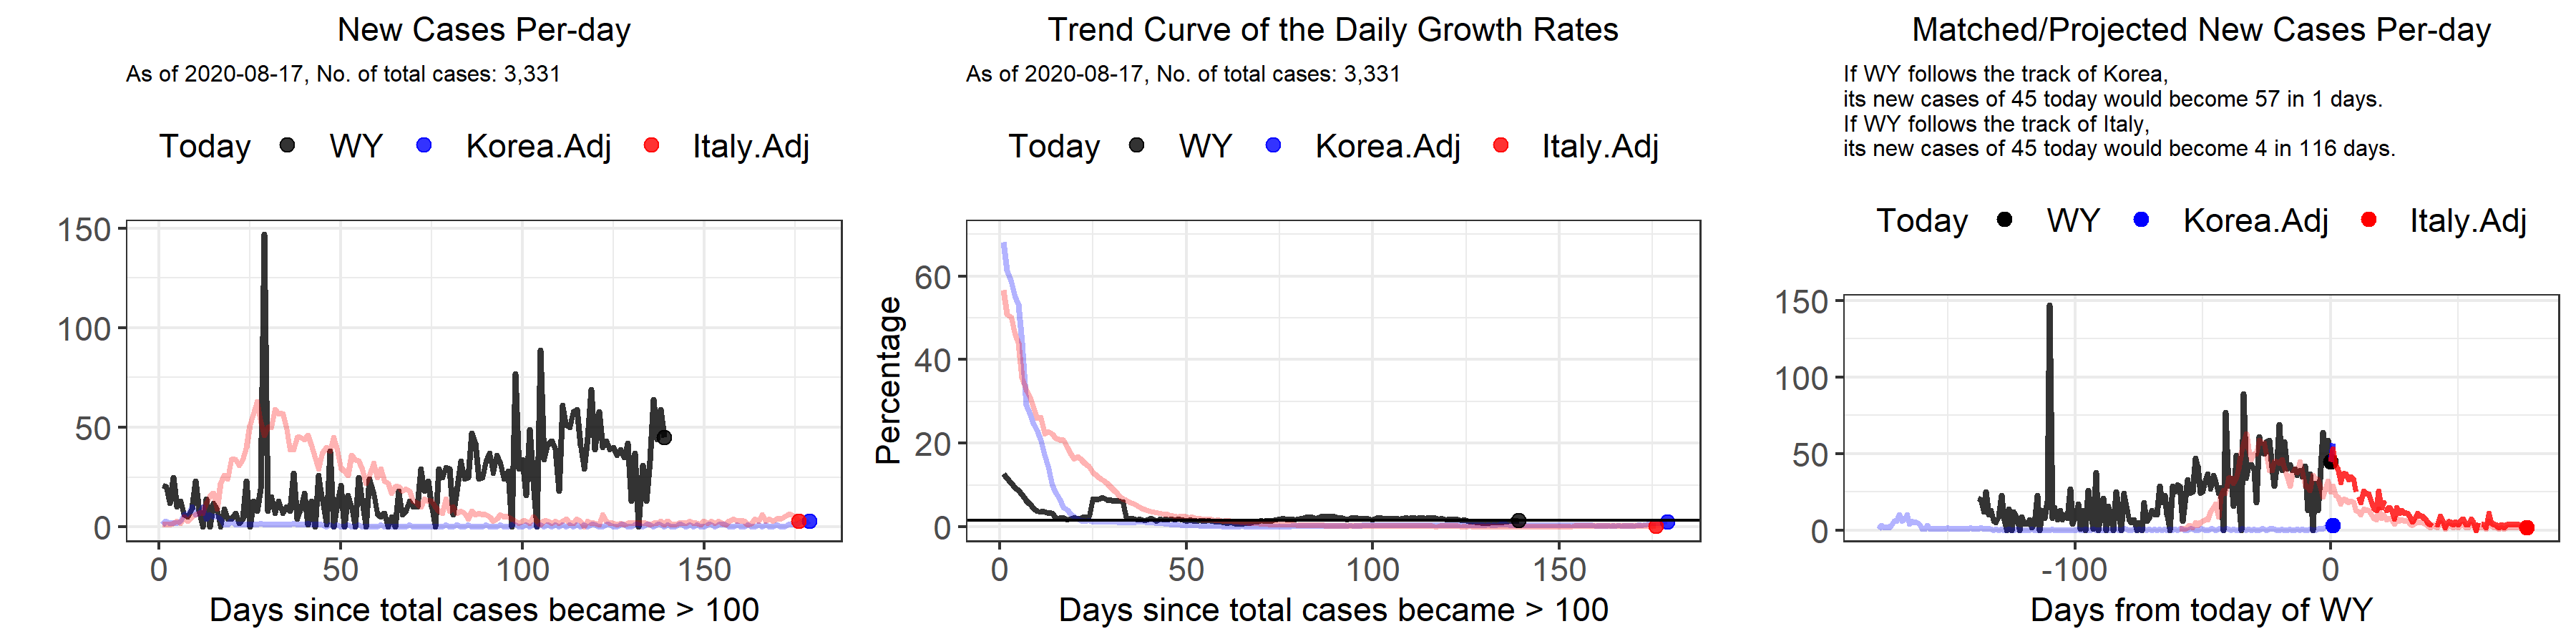 New Cases Per-day
As of 2020-08-17, No. of total cases: 3,331
Today WY Korea.Adj Italy.Adj
150
100
50
0
0 50 100 150
Days since total cases became > 100
Trend Curve of the Daily Growth Rates
As of 2020-08-17, No. of total cases: 3,331
Today WY Korea.Adj Italy.Adj
Percentage
60
40
20
0
0 50 100 150
Days since total cases became > 100
Matched/Projected New Cases Per-day
If WY follows the track of Korea,
its new cases of 45 today would become 57 in 1 days.
If WY follows the track of Italy,
its new cases of 45 today would become 4 in 116 days.
Today WY Korea.Adj Italy.Adj
150
100
50
0
-100 0
Days from today of WY